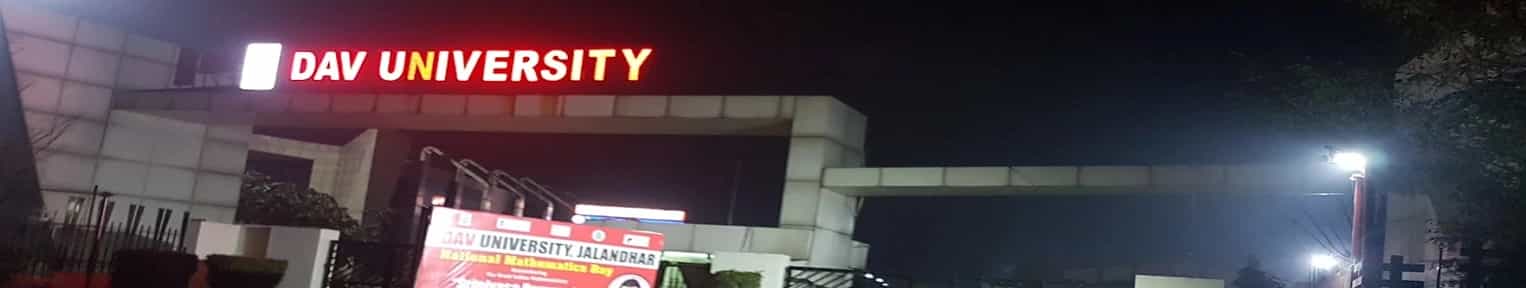 DAV UNIVERSITY
DAV UNIVERSITY, JALANDHAR
National Mathematics Day